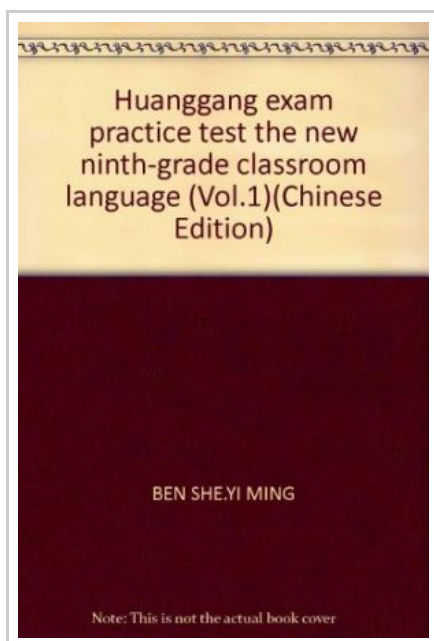 Huanggang exam
practice test the new
ninth-grade classroom
language (Vol.1)(Chinese
Edition)
BEN SHE.YI MING
Note: This is not the actual book cover